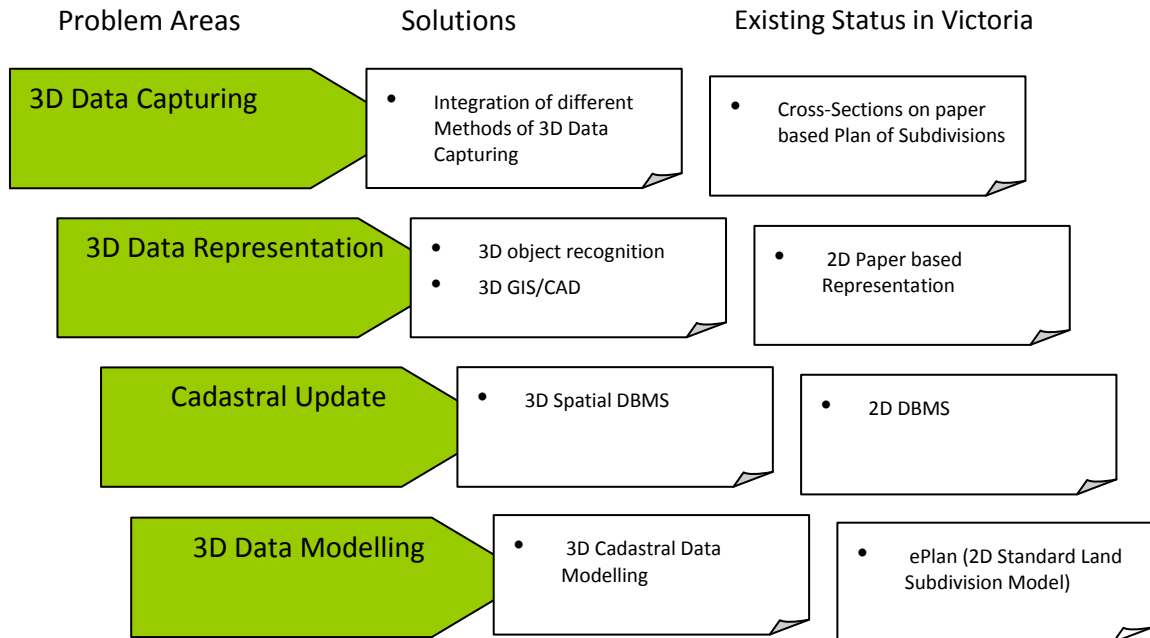 Problem Areas Solutions Existing Status in Victoria
3D Data Capturing
• Integration of different
Methods of 3D Data
Capturing
• Cross-Sections on paper
based Plan of Subdivisions
3D Data Representation
• 3D object recognition
• 3D GIS/CAD
• 2D Paper based
Representation
Cadastral Update
• 3D Spatial DBMS
• 2D DBMS
3D Data Modelling
• 3D Cadastral Data
Modelling
• ePlan (2D Standard Land
Subdivision Model)